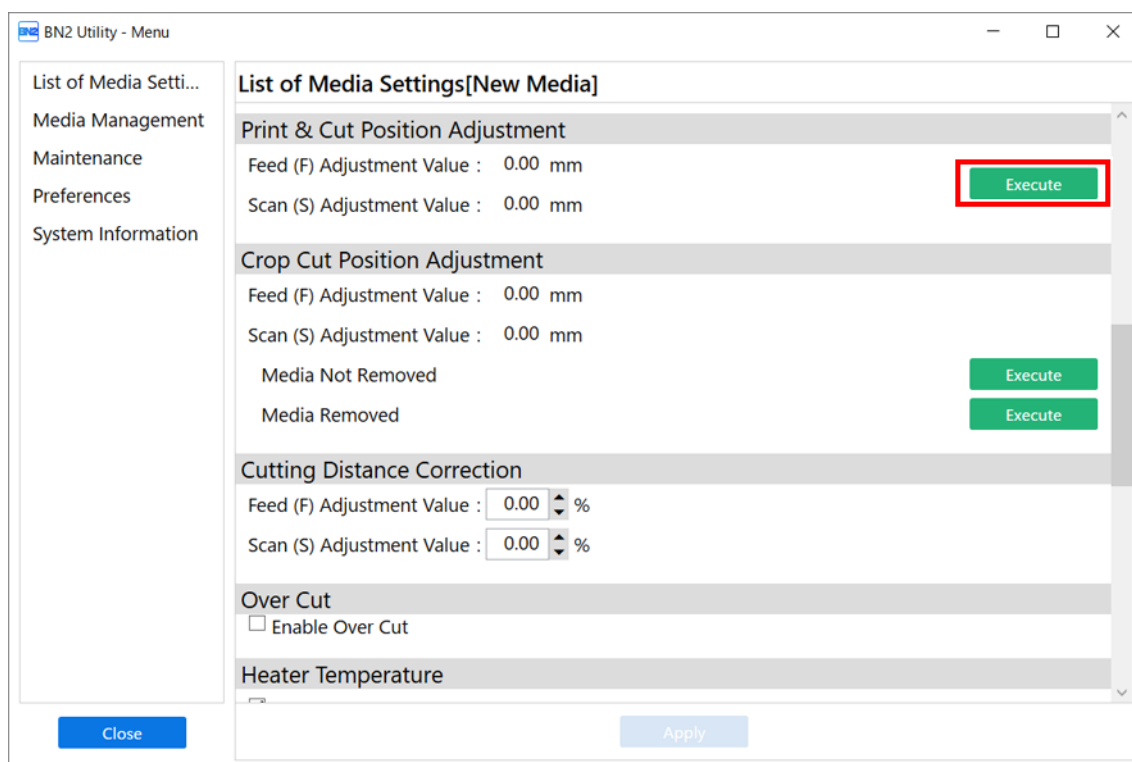 BN2 BN2 Utility - Menu
List of Media Setti...
Media Management
Maintenance
Preferences
System Information
Close
List of Media Settings[New Media]
Print & Cut Position Adjustment
Feed (F) Adjustment Value : 0.00 mm
Execute
Scan (S) Adjustment Value : 0.00 mm
Crop Cut Position Adjustment
Feed (F) Adjustment Value : 0.00 mm
Scan (S) Adjustment Value : 0.00 mm
Media Not Removed Execute
Media Removed Execute
Cutting Distance Correction
Feed (F) Adjustment Value : 0.00 %
Scan (S) Adjustment Value : 0.00 %
Over Cut
Enable Over Cut
Heater Temperature
Apply